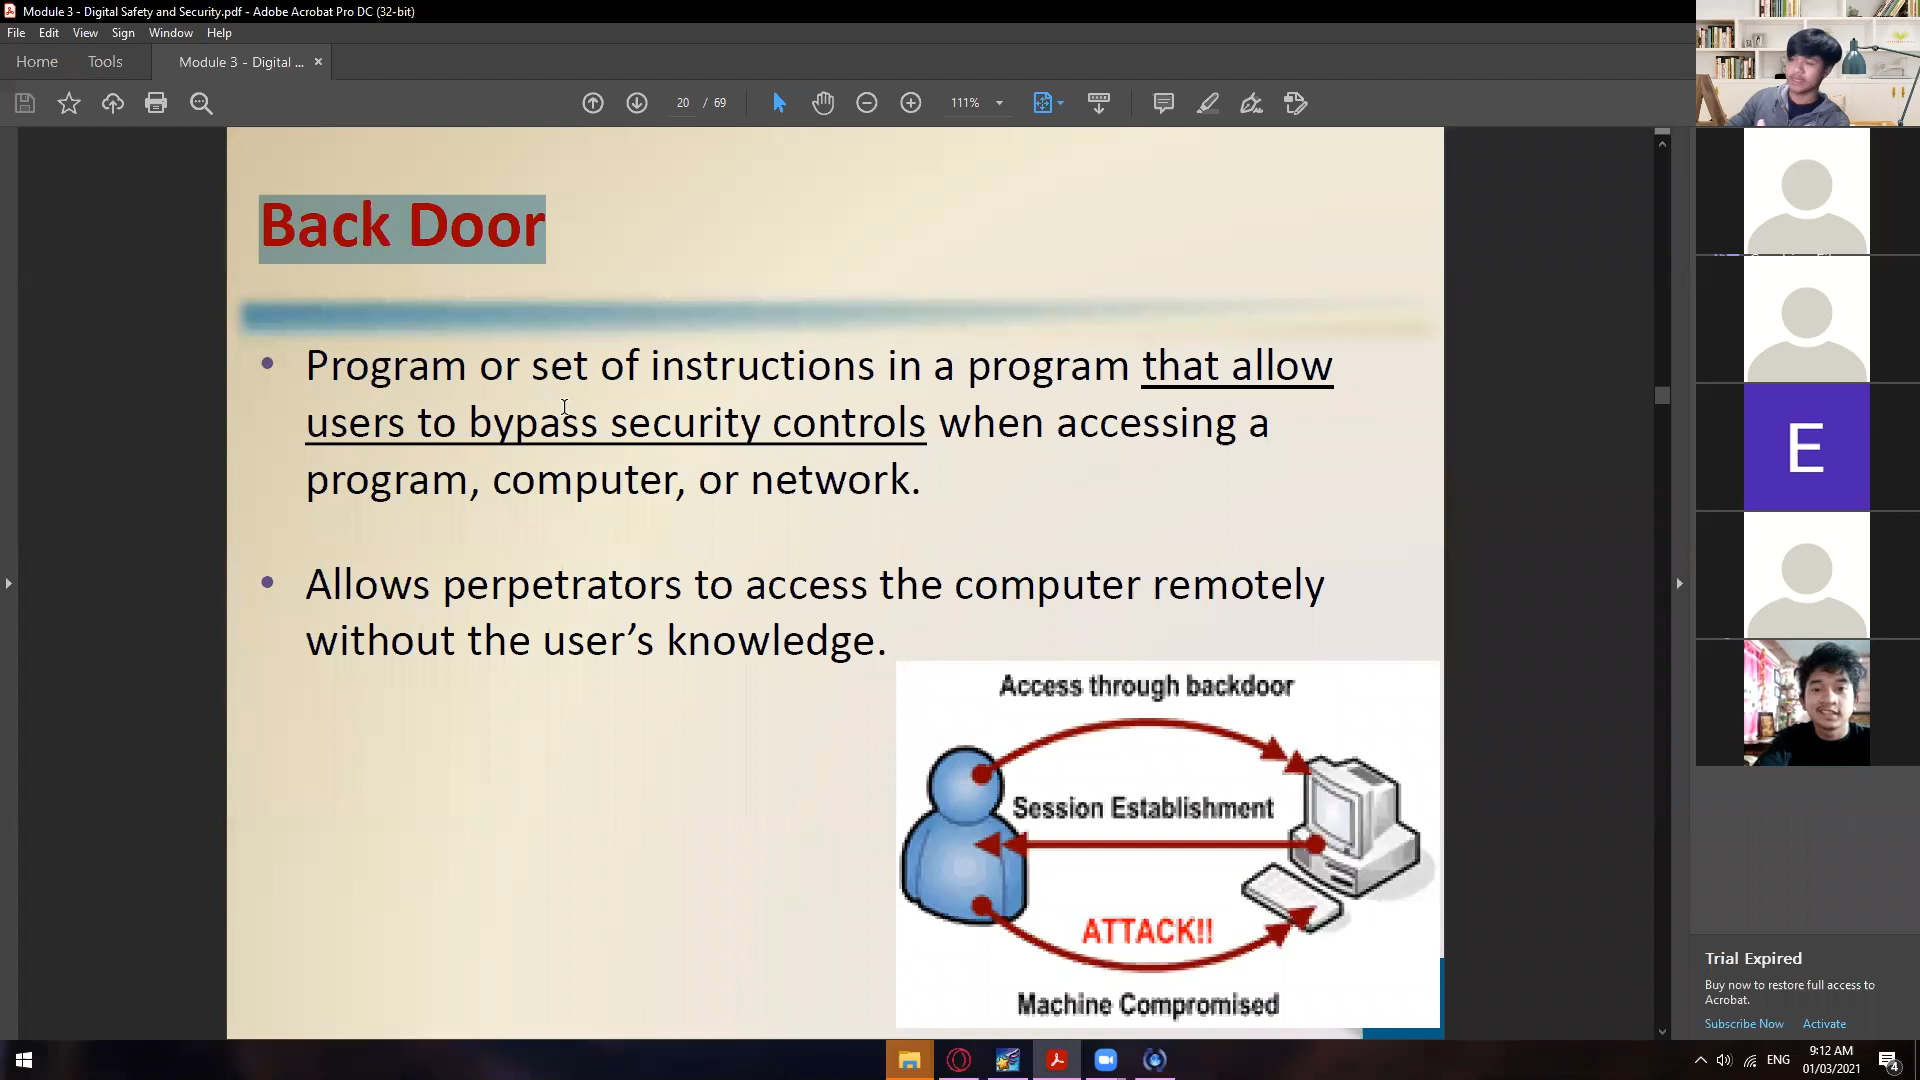 Module 3 - Digital Safety and Security.pdf - Adobe Acrobat Pro DC (32-bit)
File Edit View Sign Window Help
Home Tools Module 3 - Digital ... ×
20 / 69 111%
Back Door
• Program or set of instructions in a program that allow
users to bypass security controls when accessing a
program, computer, or network.
• Allows perpetrators to access the computer remotely
without the user’s knowledge.
Access through backdoor
Session Establishment
ATTACK!!
Machine Compromised
E
Trial Expired
Buy now to restore full access to
Acrobat.
Subscribe Now Activate
ENG
9:12 AM
01/03/2021
4